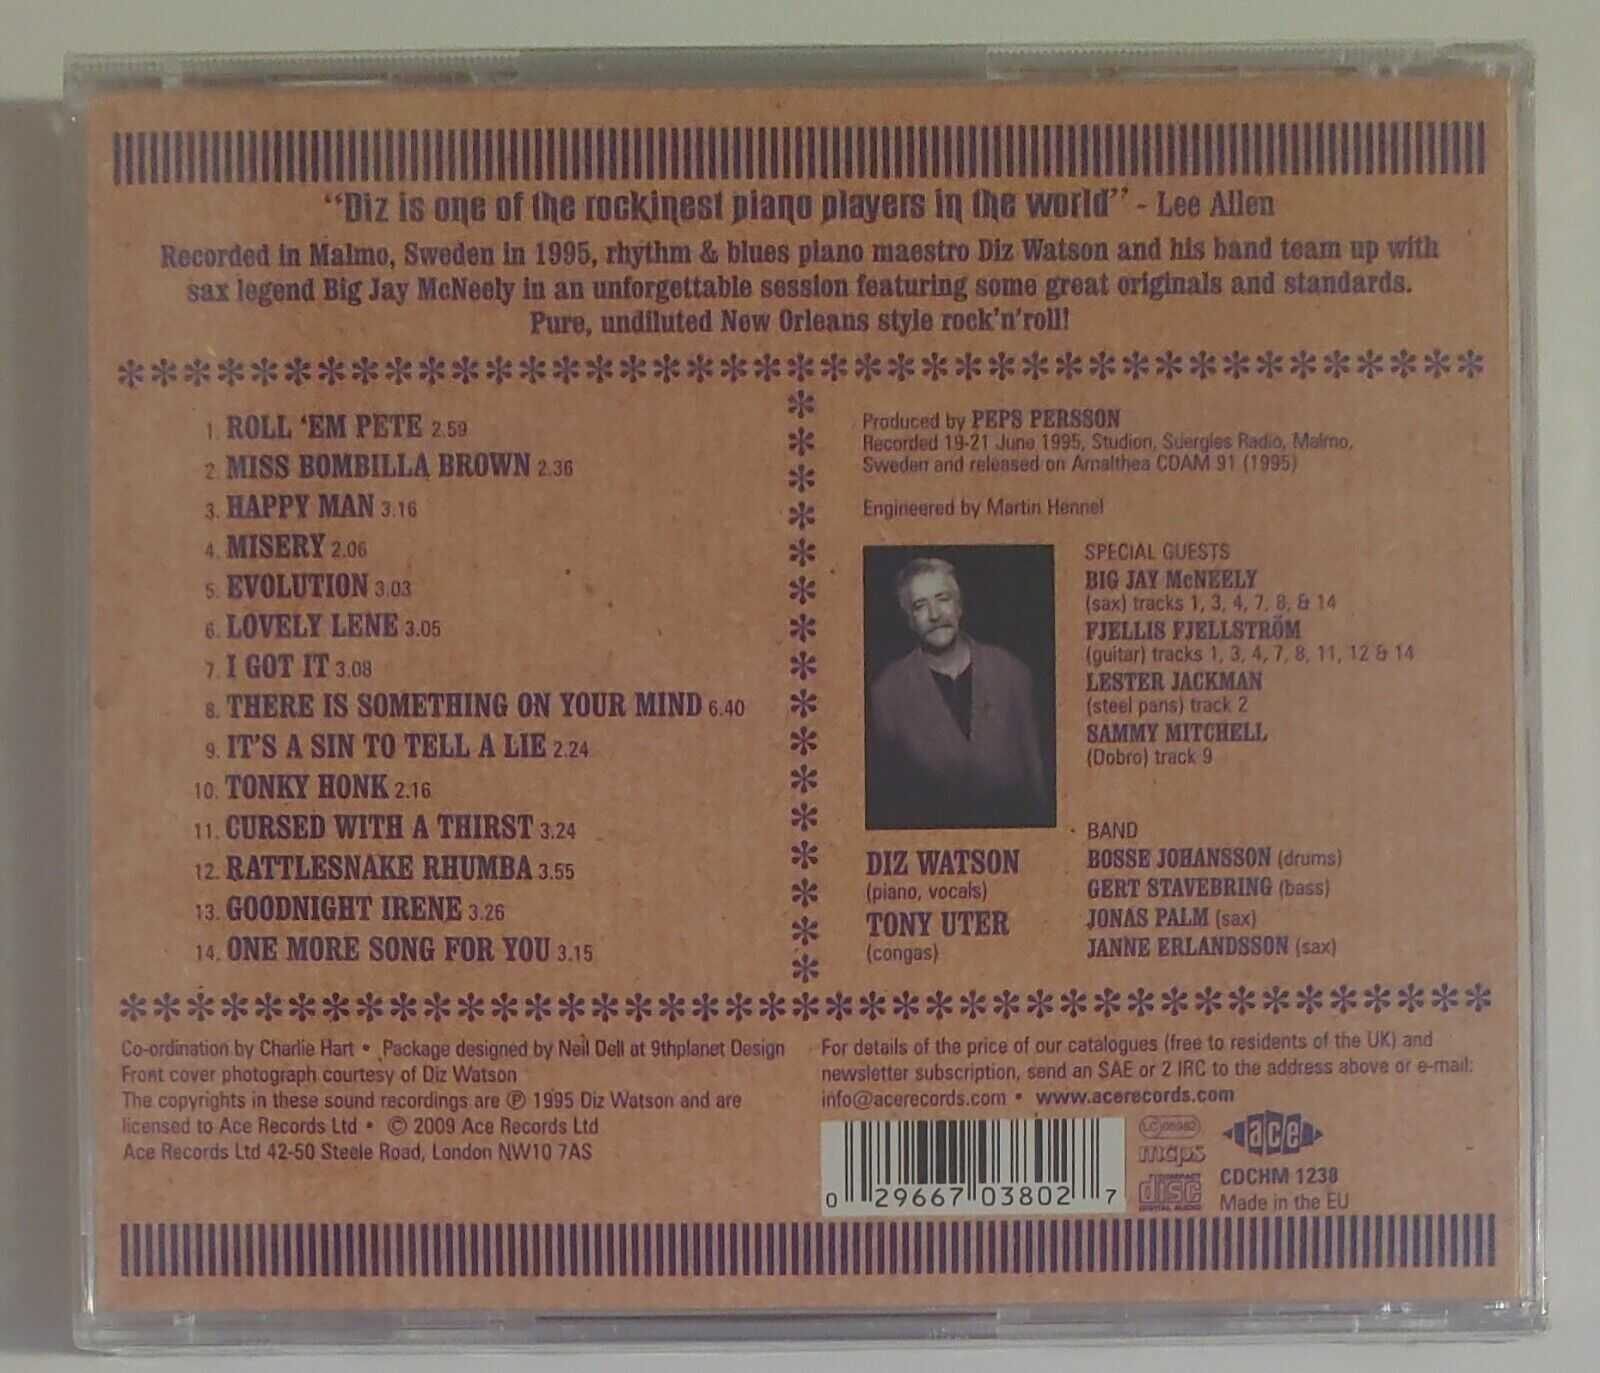 "Diz is one of the rockinest piano players in the world" - Lee Allen
Recorded in Malmo, Sweden in 1995, rhythm & blues piano maestro Diz Watson and his band team up with
sax legend Big Jay McNeely in an unforgettable session featuring some great originals and standards.
Pure, undiluted New Orleans style rock'n'roll!
1. ROLL 'EM PETE 2.59
2. MISS BOMBILLA BROWN 2.36
3. HAPPY MAN 3.16
4. MISERY 2.06
5. EVOLUTION 3.03
6. LOVELY LENE 3.05
7. I GOT IT 3.08
8. THERE IS SOMETHING ON YOUR MIND 6.40
9. IT'S A SIN TO TELL A LIE 2.24
10. TONKY HONK 2.16
11. CURSED WITH A THIRST 3.24
12. RATTLESNAKE RHUMBA 3.55
13. GOODNIGHT IRENE 3.26
14. ONE MORE SONG FOR YOU 3.15
Produced by PEPS PERSSON
Recorded 19-21 June 1995, Studion, Suergles Radio, Malmo,
Sweden and released on Amalthea CDAM 91 (1995)
Engineered by Martin Hennel
SPECIAL GUESTS
BIG JAY McNEELY
(sax) tracks 1, 3, 4, 7, 8, & 14
FJELLIS FJELLSTRÖM
(guitar) tracks 1, 3, 4, 7, 8, 11, 12 & 14
LESTER JACKMAN
(steel pans) track 2
SAMMY MITCHELL
(Dobro) track 9
DIZ WATSON
(piano, vocals)
TONY UTER
(congas)
BAND
BOSSE JOHANSSON (drums)
GERT STAVEBRING (bass)
JONAS PALM (sax)
JANNE ERLANDSSON (sax)
Co-ordination by Charlie Hart • Package designed by Neil Dell at 9thplanet Design
Front cover photograph courtesy of Diz Watson
The copyrights in these sound recordings are ℗ 1995 Diz Watson and are
licensed to Ace Records Ltd • © 2009 Ace Records Ltd
Ace Records Ltd 42-50 Steele Road, London NW10 7AS
For details of the price of our catalogues (free to residents of the UK) and
newsletter subscription, send an SAE or 2 IRC to the address above or e-mail:
info@acerecords.com • www.acerecords.com
0 29667 03802 7
mcps
COMPACT
disc
DIGITAL AUDIO
ace
CDCHM 1238
Made in the EU